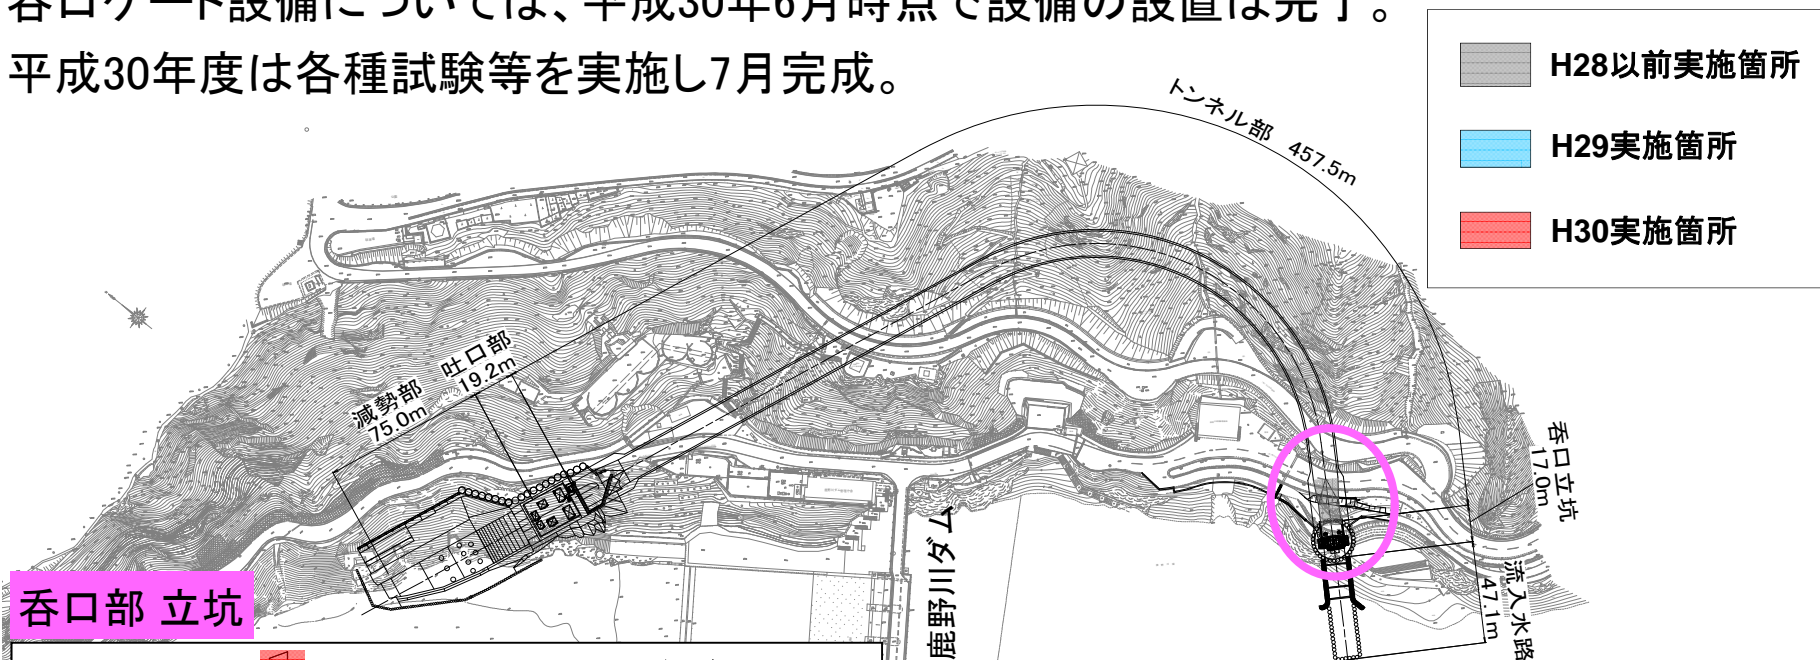 呑口ゲート設備については、平成30年6月時点で設備の設置は完了。
平成30年度は各種試験等を実施し7月完成。
H28以前実施箇所
H29実施箇所
H30実施箇所
トンネル部 457.5m
吐口部
19.2m
減勢部
75.0m
呑口立坑
17.0m
流入水路
47.1m
鹿野川ダム
呑口部 立坑